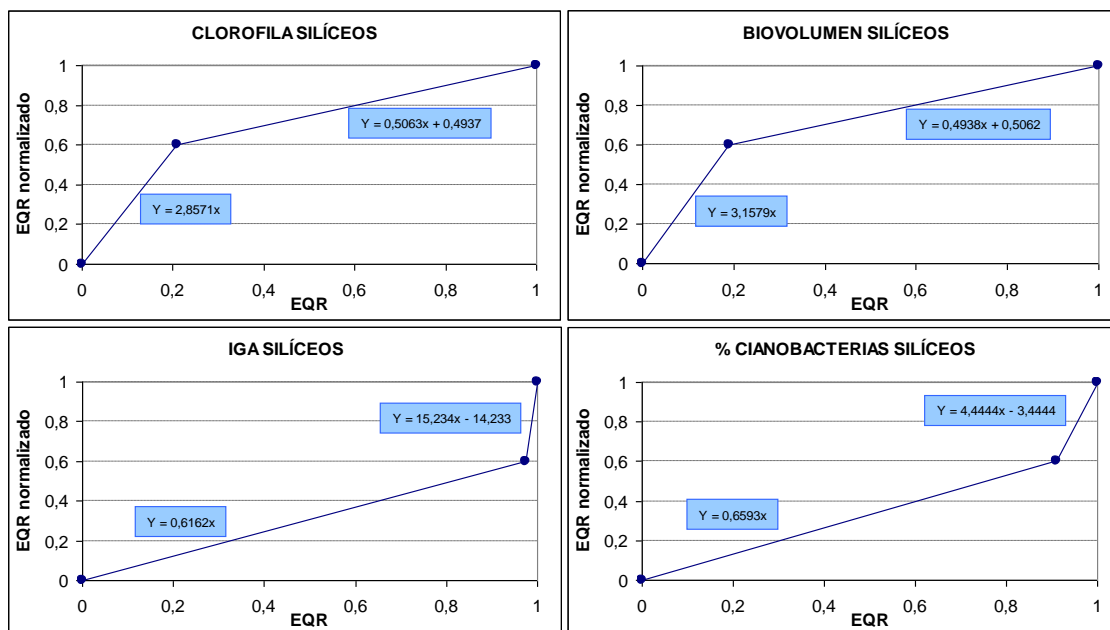 CLOROFILA SILÍCEOS
EQR normalizado
1
0,8
0,6
0,4
0,2
0
Y = 0,5063x + 0,4937
Y = 2,8571x
0
0,2
0,4
0,6
0,8
1
EQR
BIOVOLUMEN SILÍCEOS
EQR normalizado
1
0,8
0,6
0,4
0,2
0
Y = 0,4938x + 0,5062
Y = 3,1579x
0
0,2
0,4
0,6
0,8
1
EQR
IGA SILÍCEOS
EQR normalizado
1
0,8
0,6
0,4
0,2
0
Y = 15,234x - 14,233
Y = 0,6162x
0
0,2
0,4
0,6
0,8
1
EQR
% CIANOBACTERIAS SILÍCEOS
EQR normalizado
1
0,8
0,6
0,4
0,2
0
Y = 4,4444x - 3,4444
Y = 0,6593x
0
0,2
0,4
0,6
0,8
1
EQR